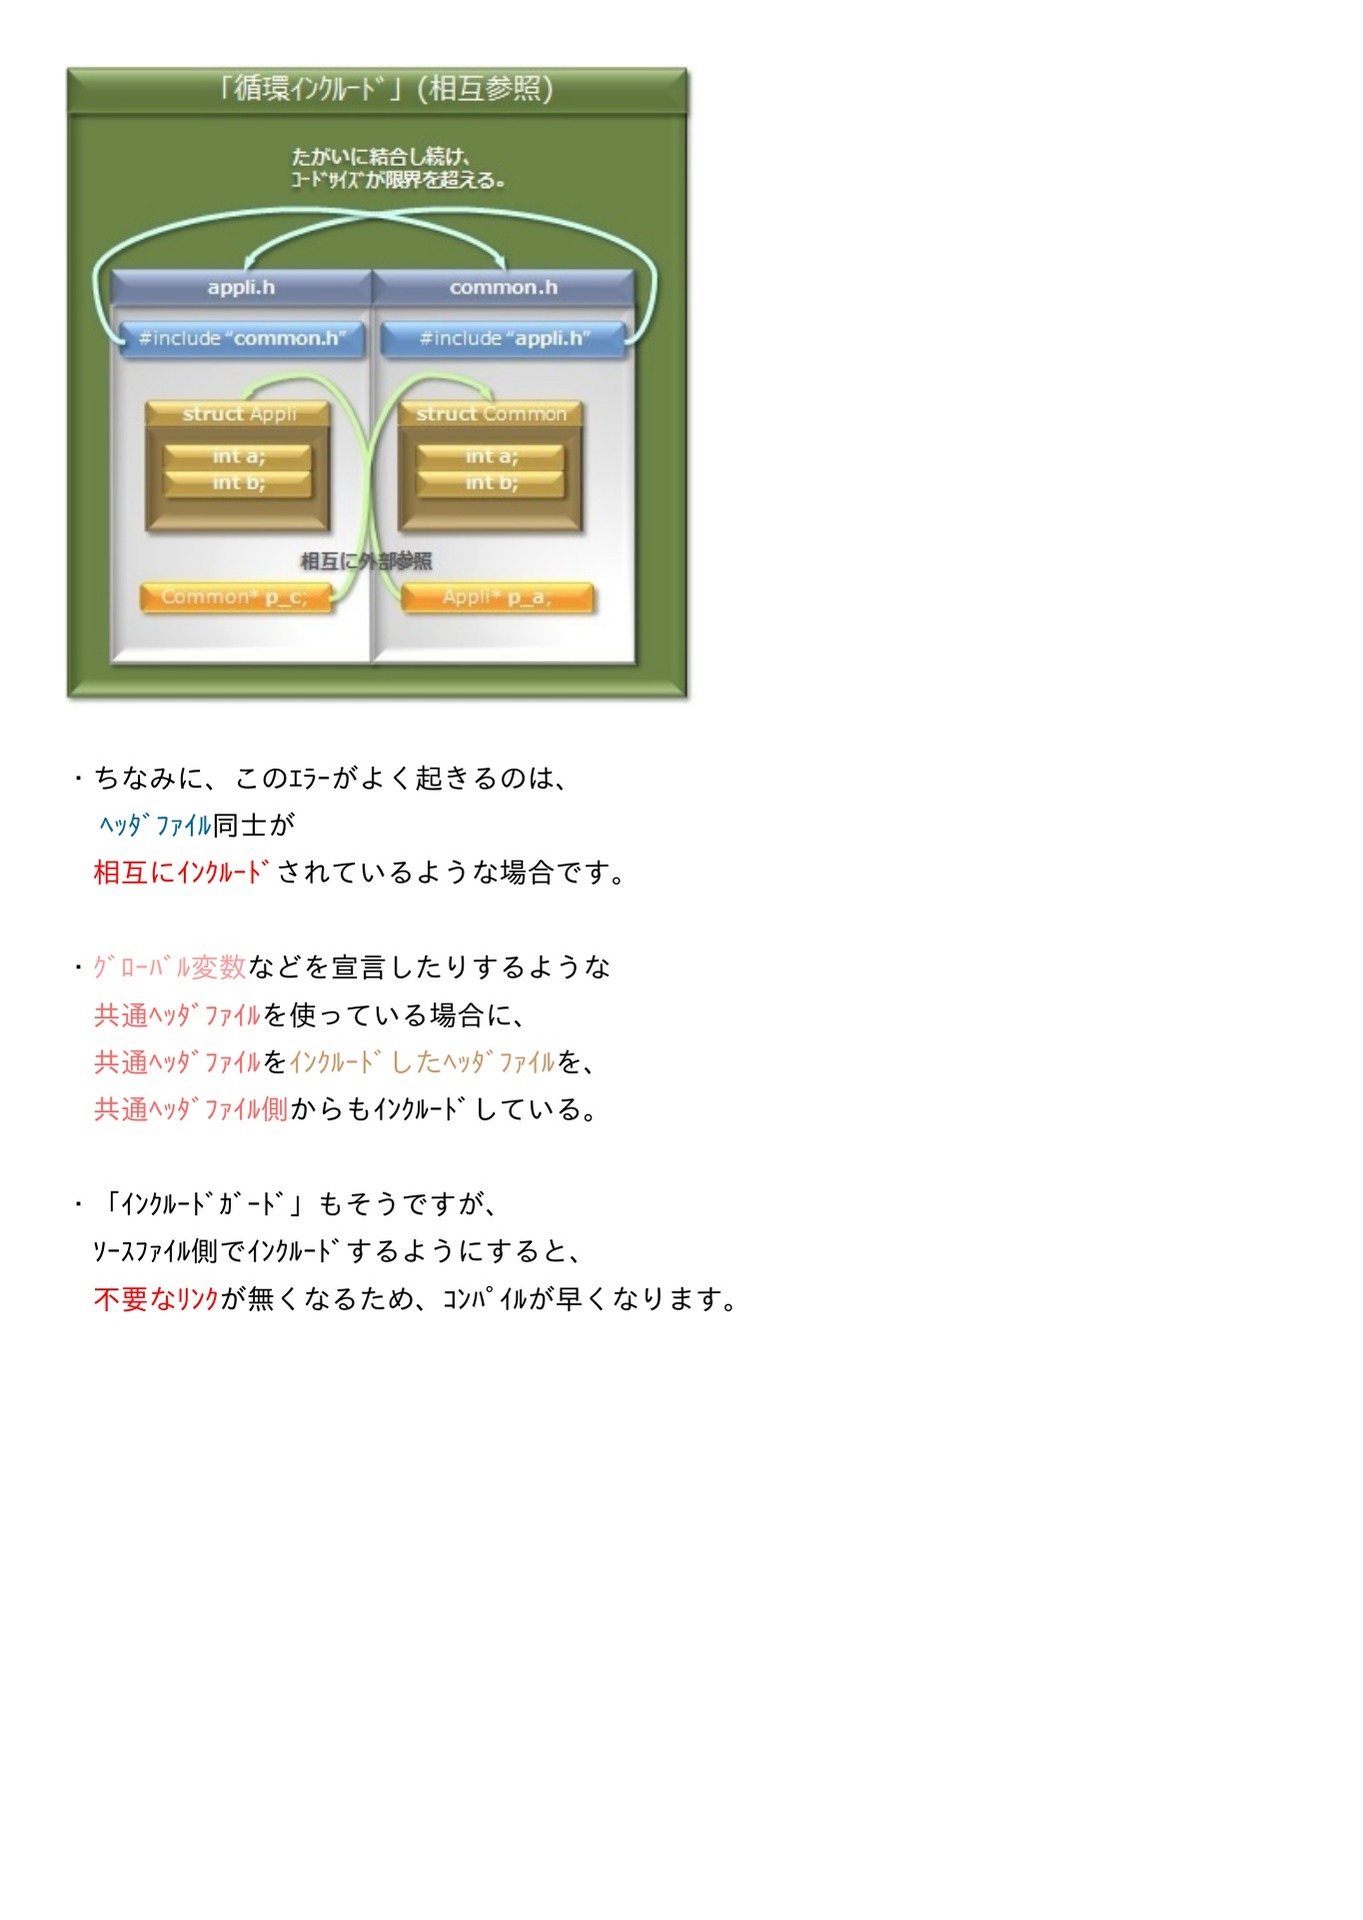 「循環ｲﾝｸﾙｰﾄﾞ」(相互参照)
たがいに結合し続け、
ｺｰﾄﾞｻｲｽﾞが限界を超える。
appli.h
common.h
#include “common.h”
#include “appli.h”
struct Appli
struct Common
int a;
int a;
int b;
int b;
相互に外部参照
Common* p_c;
Appli* p_a;
・ちなみに、このｴﾗｰがよく起きるのは、
ﾍｯﾀﾞﾌｧｲﾙ同士が
相互にｲﾝｸﾙｰﾄﾞされているような場合です。
・ｸﾞﾛｰﾊﾞﾙ変数などを宣言したりするような
共通ﾍｯﾀﾞﾌｧｲﾙを使っている場合に、
共通ﾍｯﾀﾞﾌｧｲﾙをｲﾝｸﾙｰﾄﾞしたﾍｯﾀﾞﾌｧｲﾙを、
共通ﾍｯﾀﾞﾌｧｲﾙ側からもｲﾝｸﾙｰﾄﾞしている。
・「ｲﾝｸﾙｰﾄﾞｶﾞｰﾄﾞ」もそうですが、
ｿｰｽﾌｧｲﾙ側でｲﾝｸﾙｰﾄﾞするようにすると、
不要なﾘﾝｸが無くなるため、ｺﾝﾊﾟｲﾙが早くなります。